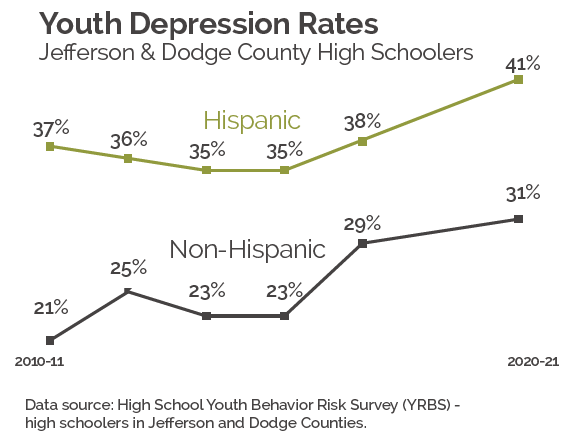 Youth Depression Rates
Jefferson & Dodge County High Schoolers
41%
37%
36%
Hispanic
35%
35%
38%
31%
29%
Non-Hispanic
25%
23%
23%
21%
2010-11
2020-21
Data source: High School Youth Behavior Risk Survey (YRBS) -
high schoolers in Jefferson and Dodge Counties.